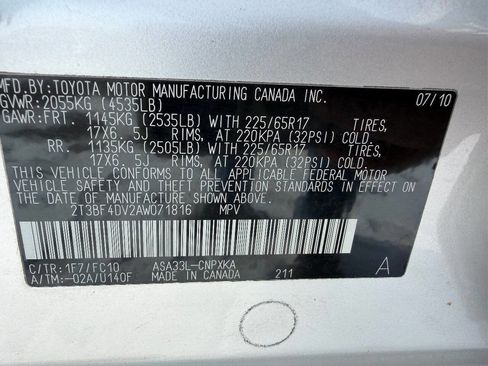 MFD.BY:TOYOTA MOTOR MANUFACTURING CANADA INC. 07/10
GVWR:2055KG (4535LB)
GAWR:FRT. 1145KG (2535LB) WITH 225/65R17 TIRES,
17X6. 5J RIMS, AT 220KPA (32PSI) COLD.
RR. 1135KG (2505LB) WITH 225/65R17 TIRES,
17X6. 5J RIMS, AT 220KPA (32PSI) COLD.
THIS VEHICLE CONFORMS TO ALL APPLICABLE FEDERAL MOTOR
VEHICLE SAFETY AND THEFT PREVENTION STANDARDS IN EFFECT ON
THE DATE OF MANUFACTURE SHOWN ABOVE.
2T3BF4DV2AW071816 MPV
C/TR:1F7/FC10 ASA33L-CNPXKA A
A/TM:-02A/U140F MADE IN CANADA 211